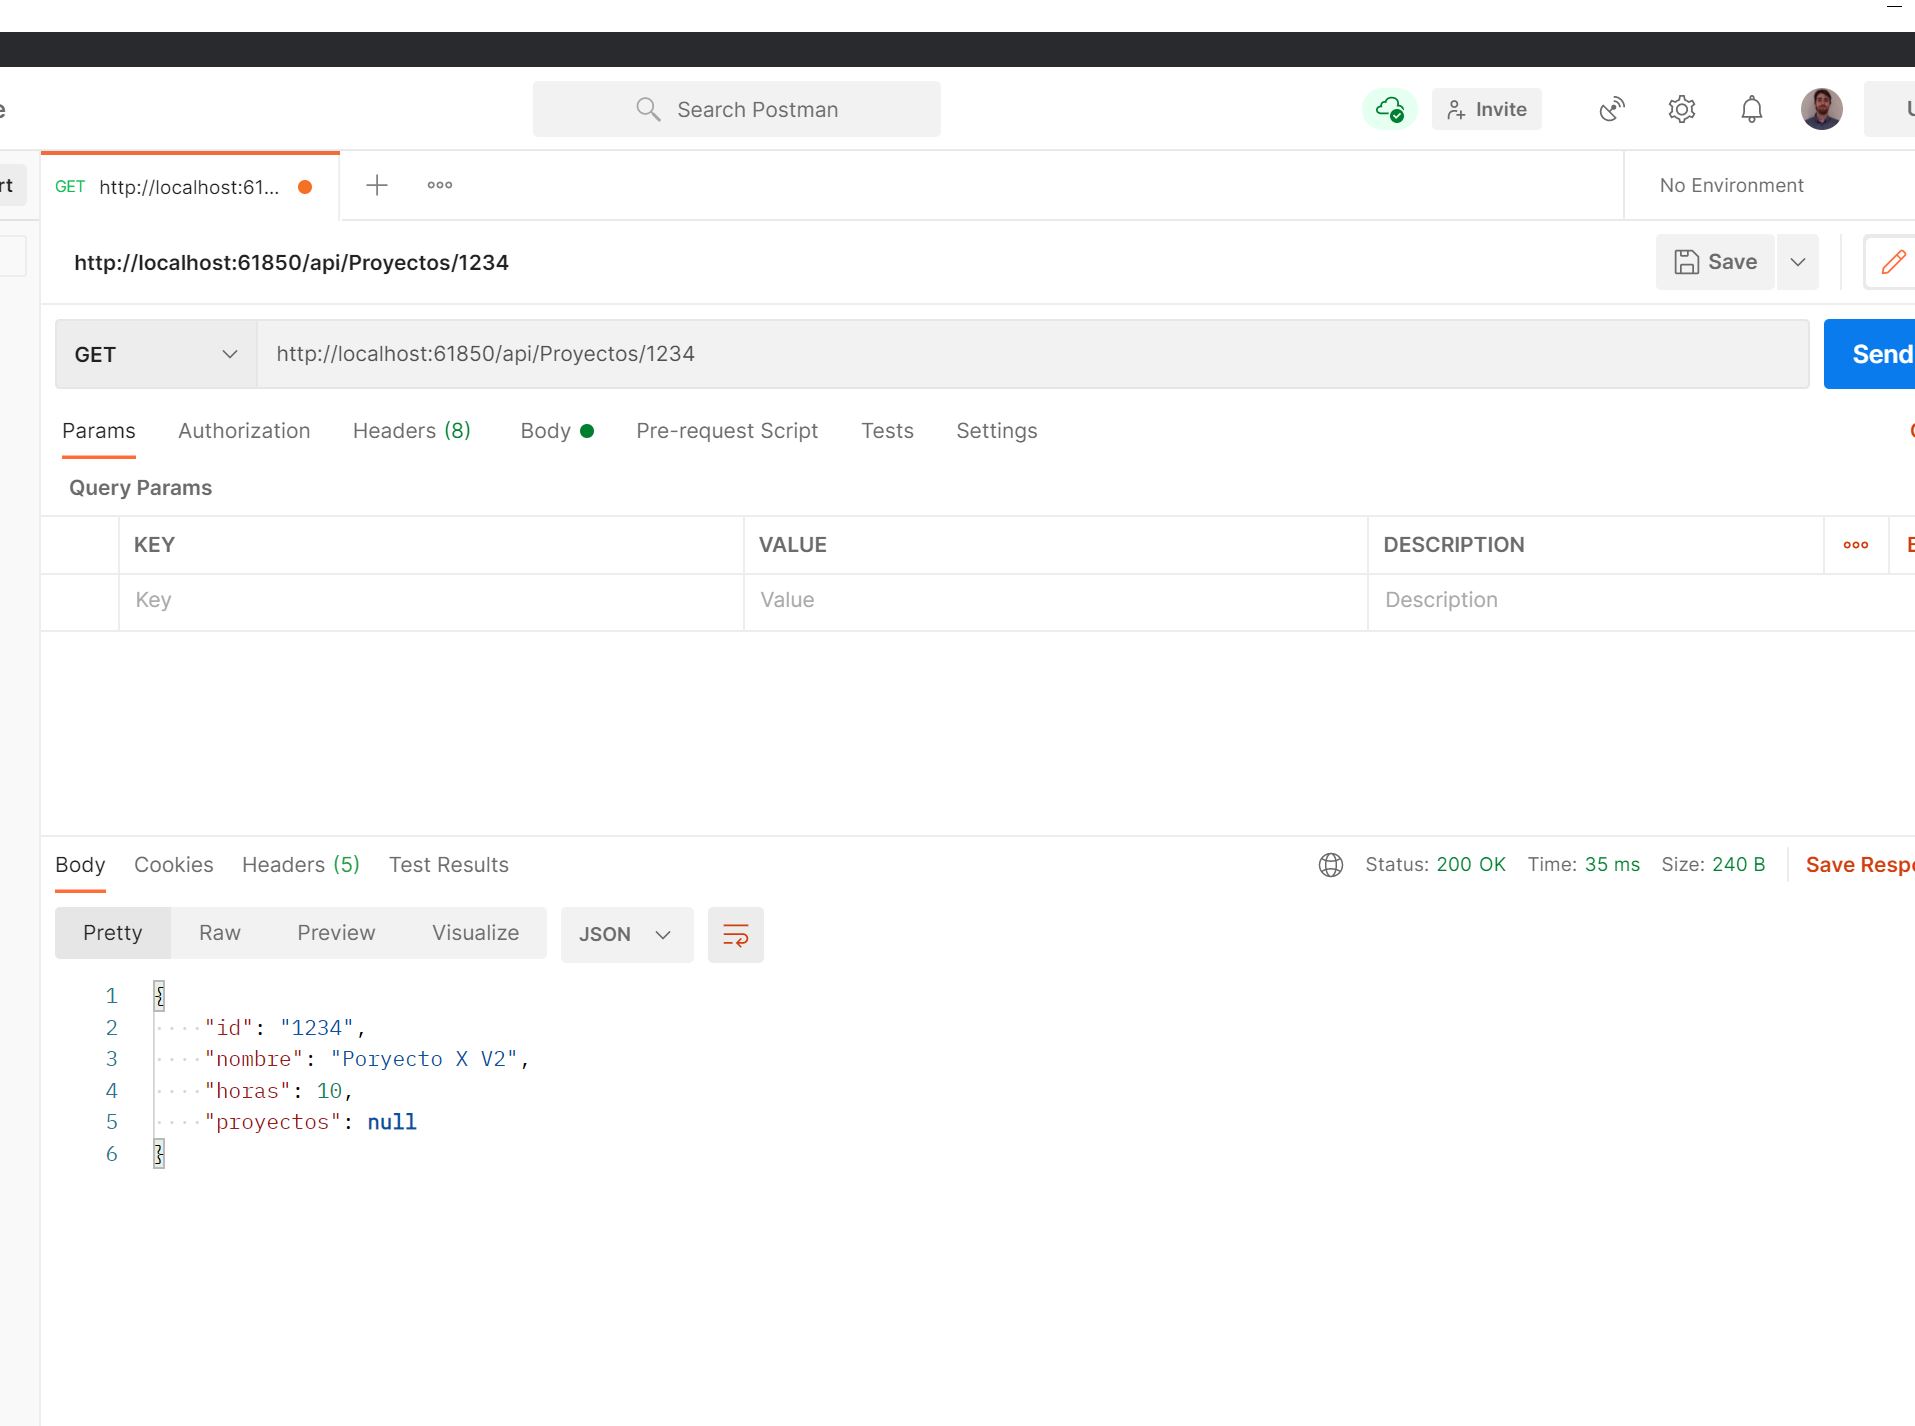 Search Postman
Invite
GET http://localhost:61...
No Environment
http://localhost:61850/api/Proyectos/1234
Save
GET
http://localhost:61850/api/Proyectos/1234
Send
Params Authorization Headers (8) Body Pre-request Script Tests Settings
Query Params
KEY VALUE DESCRIPTION
Key Value Description
Body Cookies Headers (5) Test Results Status: 200 OK Time: 35 ms Size: 240 B Save Resp
Pretty Raw Preview Visualize JSON
1 {
2 "id": "1234",
3 "nombre": "Poryecto X V2",
4 "horas": 10,
5 "proyectos": null
6 }